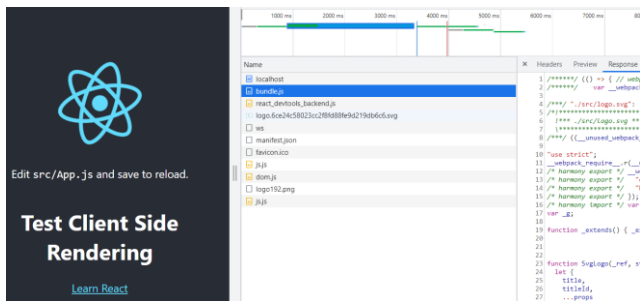 Edit src/App.js and save to reload.
Test Client Side
Rendering
Learn React
1000 ms
2000 ms
3000 ms
4000 ms
5000 ms
6000 ms
7000 ms
Name
localhost
bundle.js
react_devtools_backend.js
logo.6ce24c58023cc2f8fd88fe9d219db6c6.svg
ws
manifest.json
favicon.ico
js.js
dom.js
logo192.png
js.js
× Headers Preview Response
1 /******/ (() => { // web
2 /******/ var __webpack
3
4 /***/ "./src/logo.svg":
5 /*!**********************
6 !*** ./src/logo.svg **
7 \**********************
8 /***/ ((__unused_webpack_
9
10 "use strict";
11 __webpack_require__.r(__
12 /* harmony export */ __w
13 /* harmony export */
14 /* harmony export */
15 /* harmony export */ });
16 /* harmony import */ var
17 var _g;
18
19 function _extends() { _e
20
21
22
23 function SvgLogo(_ref, s
24 let {
25 title,
26 titleId,
27 ...props